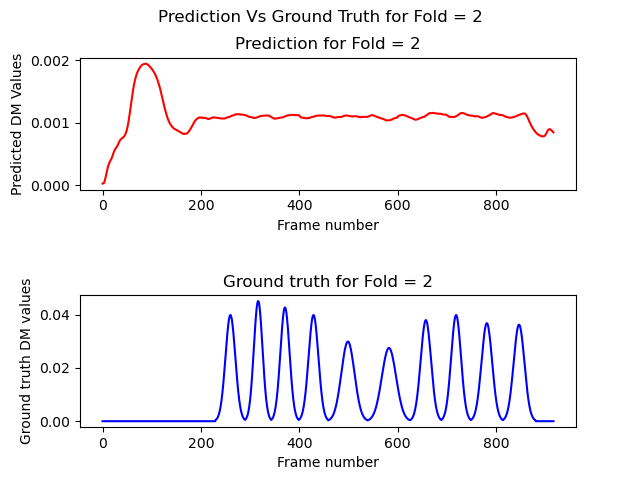 Prediction Vs Ground Truth for Fold = 2
Prediction for Fold = 2
Predicted DM Values
0.002
0.001
0.000
0 200 400 600 800
Frame number
Ground truth for Fold = 2
Ground truth DM values
0.04
0.02
0.00
0 200 400 600 800
Frame number